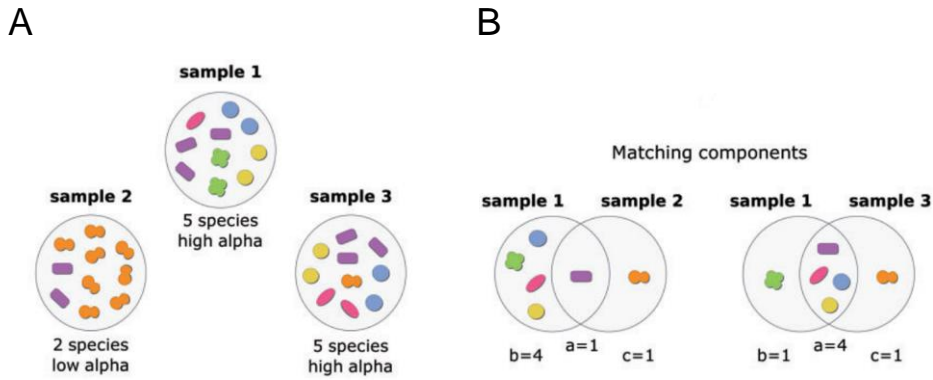 A
B
sample 1
sample 2
5 species
high alpha
sample 3
2 species
low alpha
5 species
high alpha
Matching components
sample 1
sample 2
b=4
a=1
c=1
sample 1
sample 3
b=1
a=4
c=1